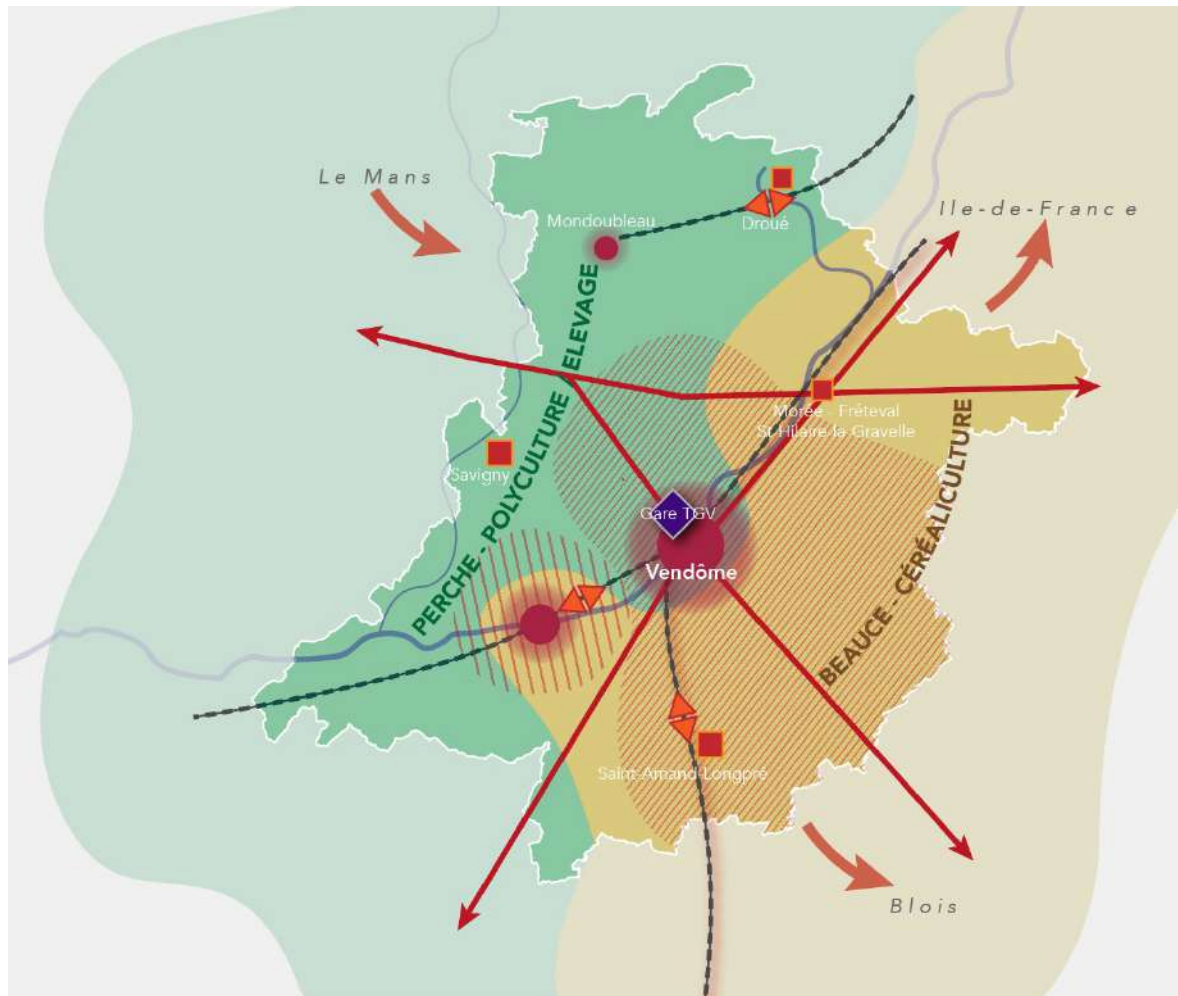 Le Mans
Ile-de-France
Mondoubleau
Droué
PERCHE - POLYCULTURE ELEVAGE
Morée - Fréteval
St-Hilaire-la-Gravelle
Savigny
BEAUCE - CÉRÉALICULTURE
Gare TGV
Vendôme
Saint-Amand-Longpré
Blois